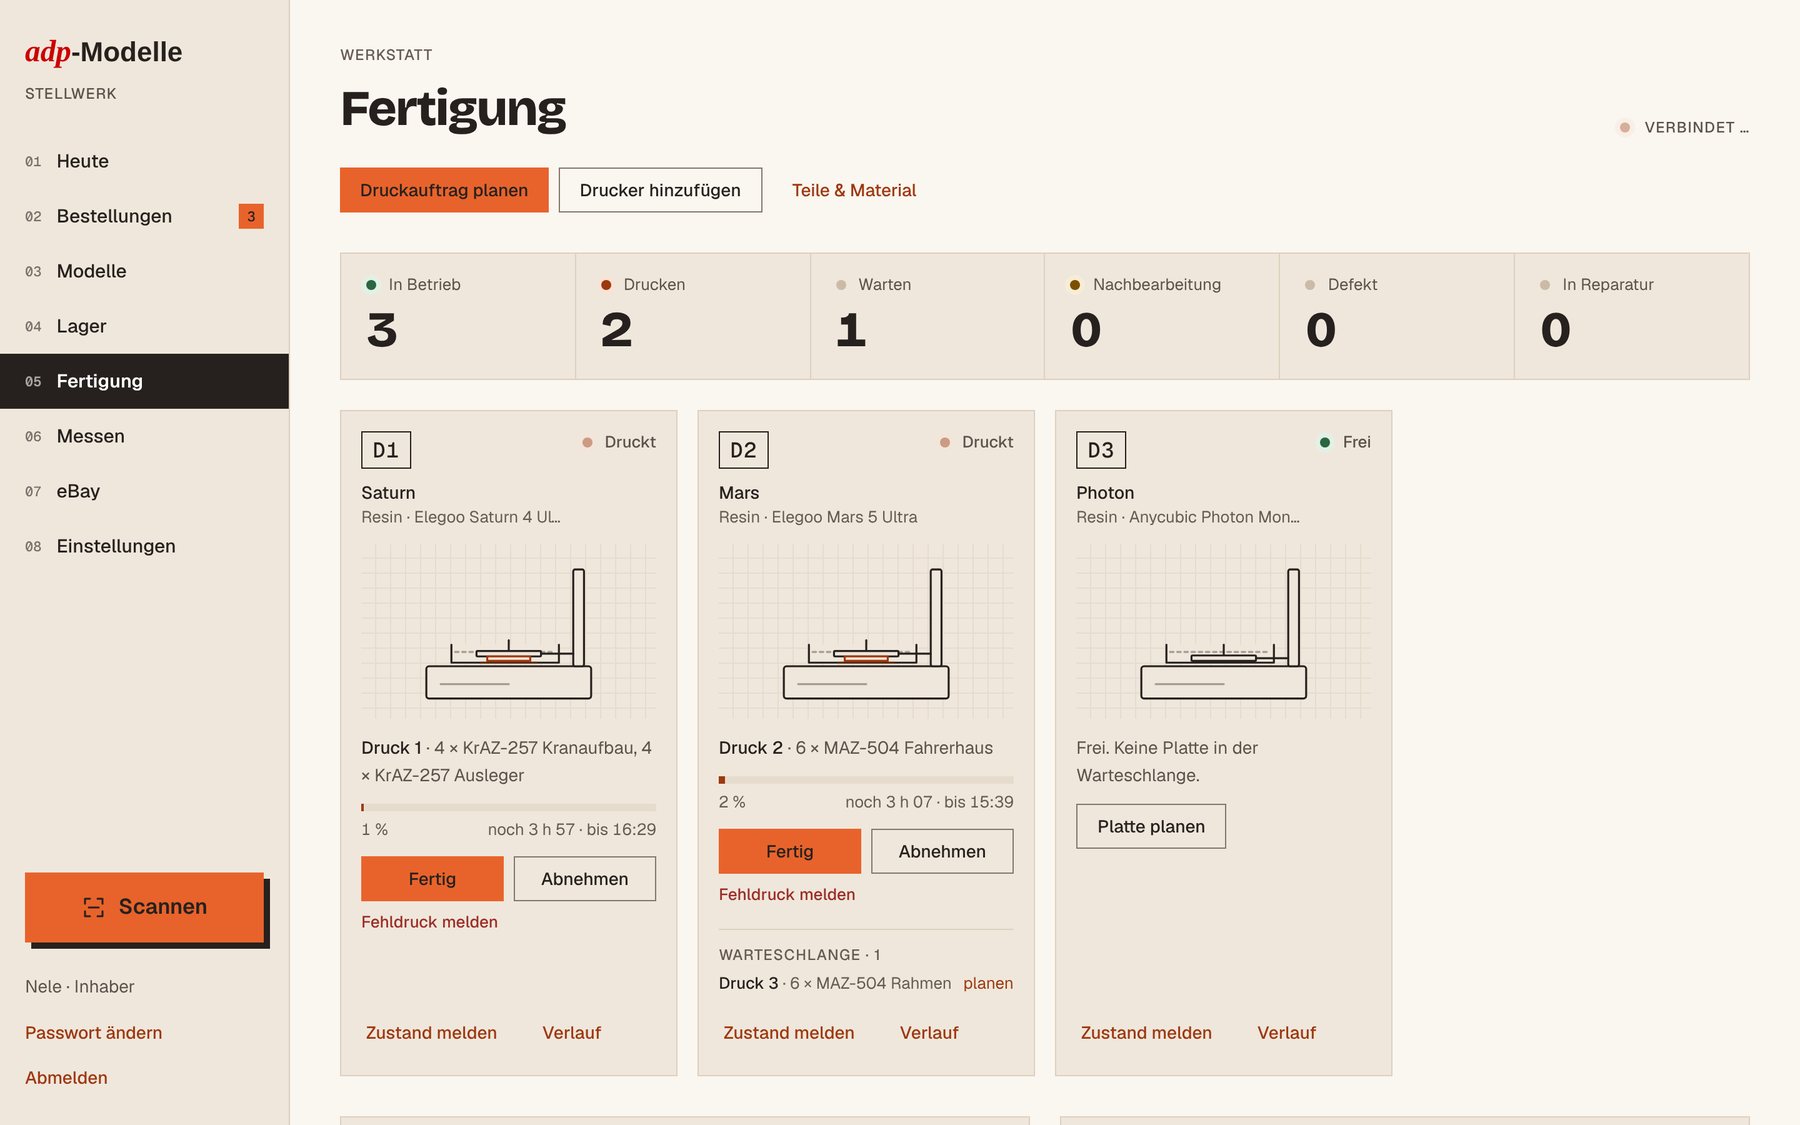 adp-Modelle
STELLWERK
01 Heute
02 Bestellungen 3
03 Modelle
04 Lager
05 Fertigung
06 Messen
07 eBay
08 Einstellungen
Scannen
Nele · Inhaber
Passwort ändern
Abmelden
WERKSTATT
Fertigung
VERBINDET …
Druckauftrag planen
Drucker hinzufügen
Teile & Material
In Betrieb
3
Drucken
2
Warten
1
Nachbearbeitung
0
Defekt
0
In Reparatur
0
D1 Druckt
Saturn
Resin · Elegoo Saturn 4 Ul…
Druck 1 · 4 × KrAZ-257 Kranaufbau, 4
× KrAZ-257 Ausleger
1 % noch 3 h 57 · bis 16:29
Fertig Abnehmen
Fehldruck melden
Zustand melden Verlauf
D2 Druckt
Mars
Resin · Elegoo Mars 5 Ultra
Druck 2 · 6 × MAZ-504 Fahrerhaus
2 % noch 3 h 07 · bis 15:39
Fertig Abnehmen
Fehldruck melden
WARTESCHLANGE · 1
Druck 3 · 6 × MAZ-504 Rahmen planen
Zustand melden Verlauf
D3 Frei
Photon
Resin · Anycubic Photon Mon…
Frei. Keine Platte in der
Warteschlange.
Platte planen
Zustand melden Verlauf